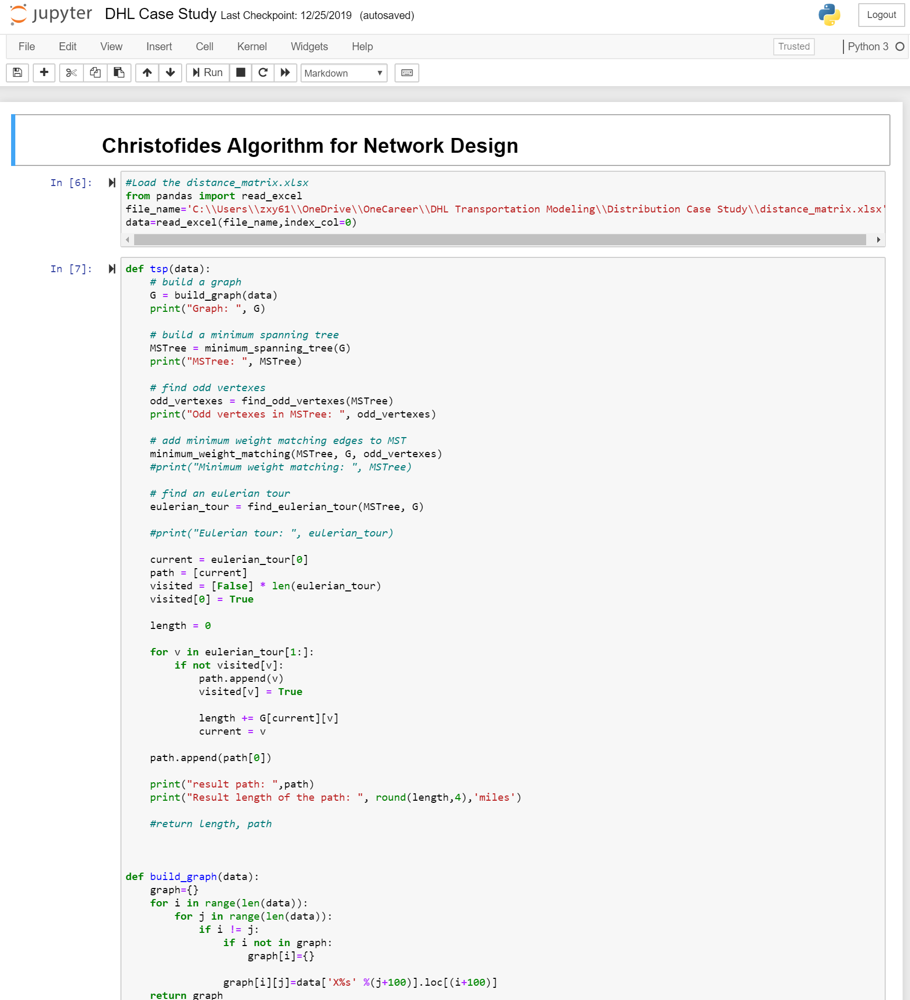 jupyter DHL Case Study Last Checkpoint: 12/25/2019 (autosaved) Logout
File Edit View Insert Cell Kernel Widgets Help Trusted Python 3
Run Markdown
Christofides Algorithm for Network Design
In [6]: #Load the distance_matrix.xlsx
from pandas import read_excel
file_name='C:\\Users\\zxy61\\OneDrive\\OneCareer\\DHL Transportation Modeling\\Distribution Case Study\\distance_matrix.xlsx'
data=read_excel(file_name,index_col=0)
In [7]: def tsp(data):
    # build a graph
    G = build_graph(data)
    print("Graph: ", G)
    # build a minimum spanning tree
    MSTree = minimum_spanning_tree(G)
    print("MSTree: ", MSTree)
    # find odd vertexes
    odd_vertexes = find_odd_vertexes(MSTree)
    print("Odd vertexes in MSTree: ", odd_vertexes)
    # add minimum weight matching edges to MST
    minimum_weight_matching(MSTree, G, odd_vertexes)
    #print("Minimum weight matching: ", MSTree)
    # find an eulerian tour
    eulerian_tour = find_eulerian_tour(MSTree, G)
    #print("Eulerian tour: ", eulerian_tour)
    current = eulerian_tour[0]
    path = [current]
    visited = [False] * len(eulerian_tour)
    visited[0] = True
    length = 0
    for v in eulerian_tour[1:]:
        if not visited[v]:
            path.append(v)
            visited[v] = True
            length += G[current][v]
            current = v
    path.append(path[0])
    print("result path: ",path)
    print("Result length of the path: ", round(length,4),'miles')
    #return length, path
def build_graph(data):
    graph={}
    for i in range(len(data)):
        for j in range(len(data)):
            if i != j:
                if i not in graph:
                    graph[i]={}
                graph[i][j]=data['X%s' %(j+100)].loc[(i+100)]
    return graph